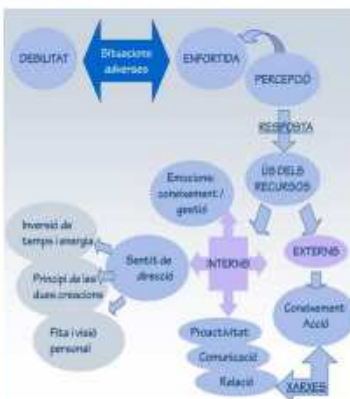 DEBILITAT
Situacions
adverses
ENFORTIDA
PERCEPCIÓ
RESPOSTA
ÚS DELS
RECURSOS
Emocions:
coneixement /
gestió
Inversió de
temps i energia
Sentit de
direcció
INTERNS
EXTERNS
Principi de les
dues creacions
Fita i visió
personal
Coneixement
Acció
Proactivitat
Comunicació
Relació
XARXES